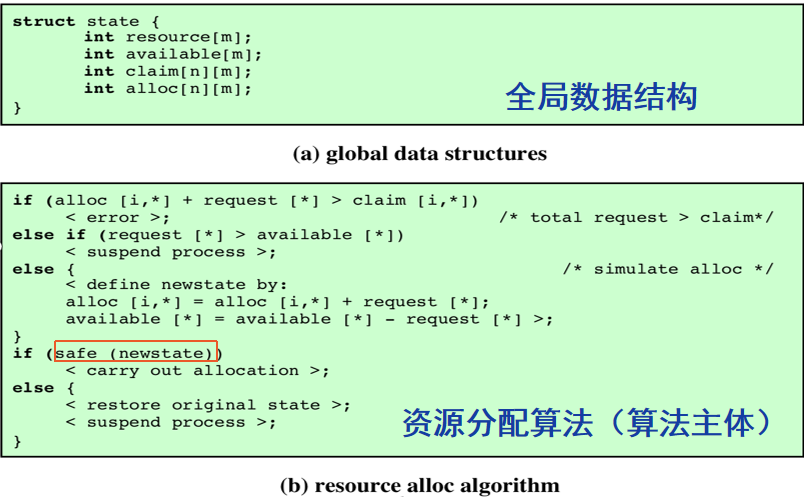 struct state {
int resource[m];
int available[m];
int claim[n][m];
int alloc[n][m];
}
全局数据结构
(a) global data structures
if (alloc [i,*] + request [*] > claim [i,*])
< error >; /* total request > claim*/
else if (request [*] > available [*])
< suspend process >;
else { /* simulate alloc */
< define newstate by:
alloc [i,*] = alloc [i,*] + request [*];
available [*] = available [*] - request [*] >;
}
if (safe (newstate))
< carry out allocation >;
else {
< restore original state >;
< suspend process >;
}
资源分配算法（算法主体）
(b) resource alloc algorithm